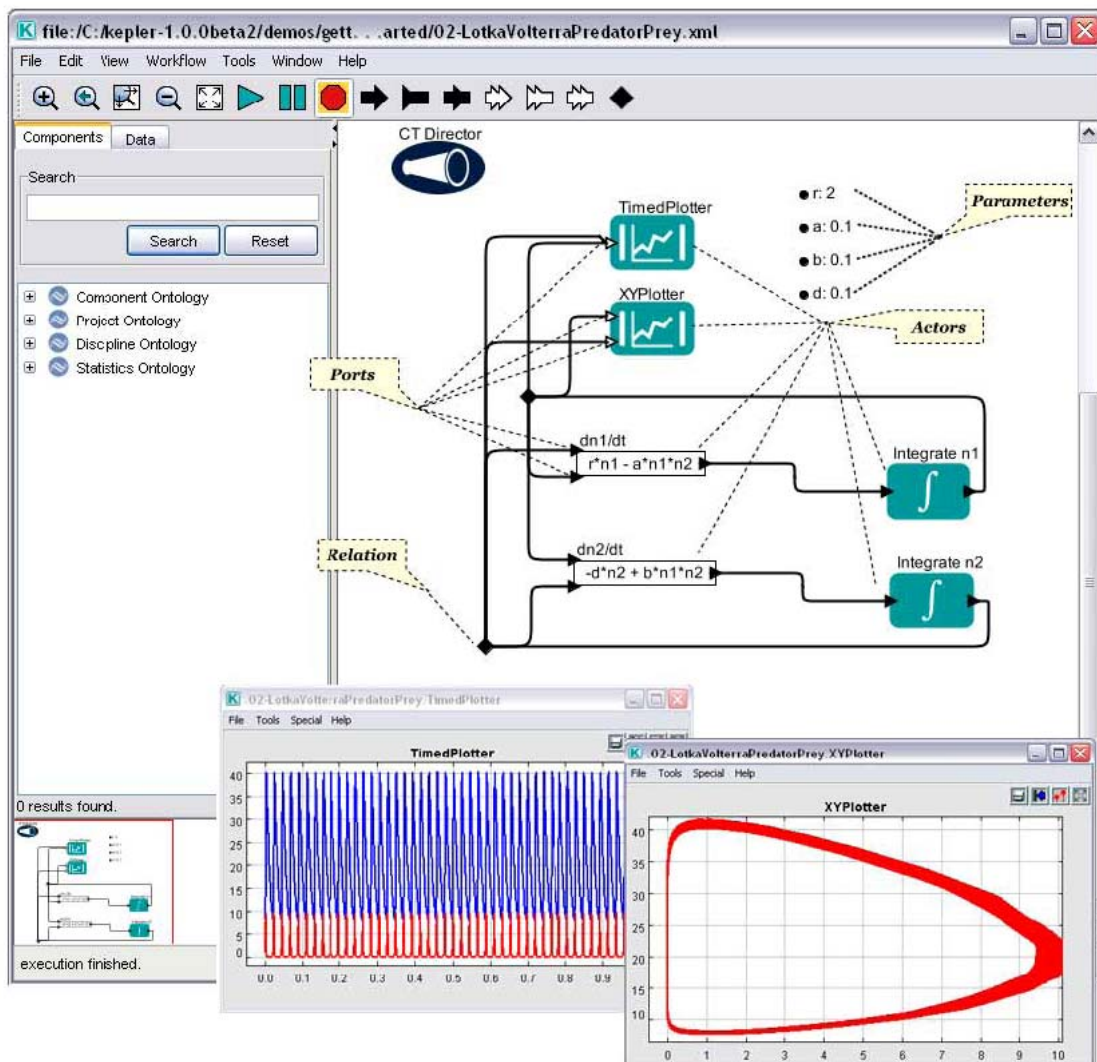 file:/C:/kepler-1.0.0beta2/demos/gett. . .arted/02-LotkaVolterraPredatorPrey.xml
File Edit View Workflow Tools Window Help
Components Data
Search
Search Reset
Component Ontology
Project Ontology
Discipline Ontology
Statistics Ontology
0 results found.
execution finished.
CT Director
TimedPlotter
XYPlotter
r: 2
a: 0.1
b: 0.1
d: 0.1
Parameters
Actors
Ports
Relation
dn1/dt
r*n1 - a*n1*n2
Integrate n1
∫
dn2/dt
-d*n2 + b*n1*n2
Integrate n2
∫
.02-LotkaVolterraPredatorPrey.TimedPlotter
File Tools Special Help
TimedPlotter
40
35
30
25
20
15
10
5
0
0.0 0.1 0.2 0.3 0.4 0.5 0.6 0.7 0.8 0.9
.02-LotkaVolterraPredatorPrey.XYPlotter
File Tools Special Help
XYPlotter
40
35
30
25
20
15
10
0 1 2 3 4 5 6 7 8 9 10